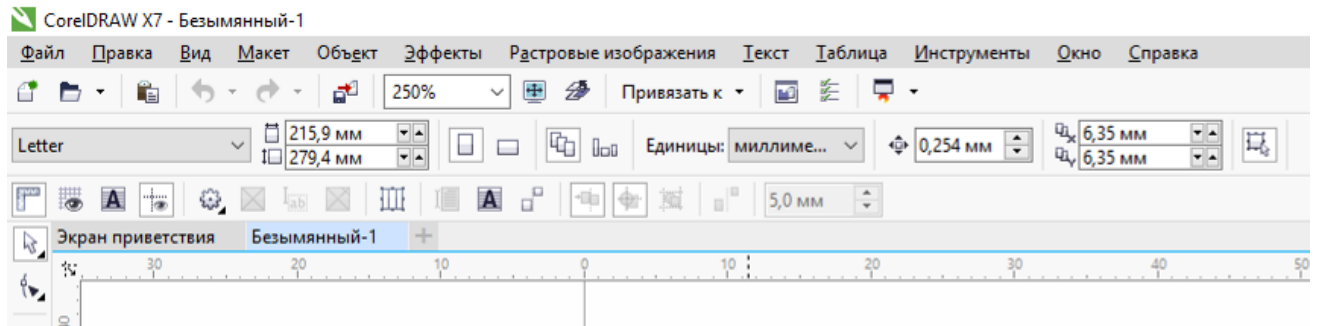 CorelDRAW X7 - Безымянный-1
Файл Правка Вид Макет Объект Эффекты Растровые изображения Текст Таблица Инструменты Окно Справка
250% Привязать к
Letter 215,9 мм 279,4 мм Единицы: миллиме... 0,254 мм 6,35 мм 6,35 мм
ab A A 5,0 мм
Экран приветствия Безымянный-1
30 20 10 0 10 20 30 40 50